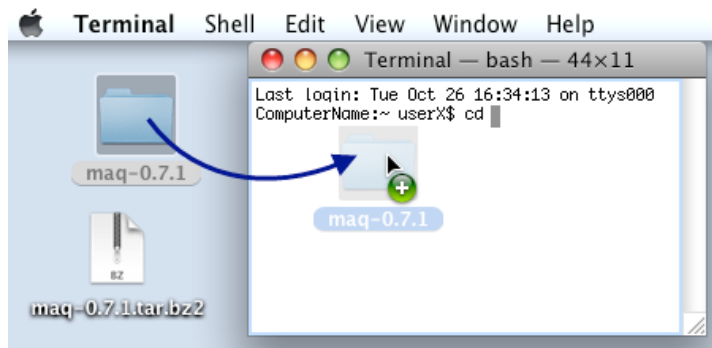 Terminal Shell Edit View Window Help
Terminal — bash — 44×11
Last login: Tue Oct 26 16:34:13 on ttys000
ComputerName:~ userX$ cd
maq-0.7.1
maq-0.7.1
BZ
maq-0.7.1.tar.bz2